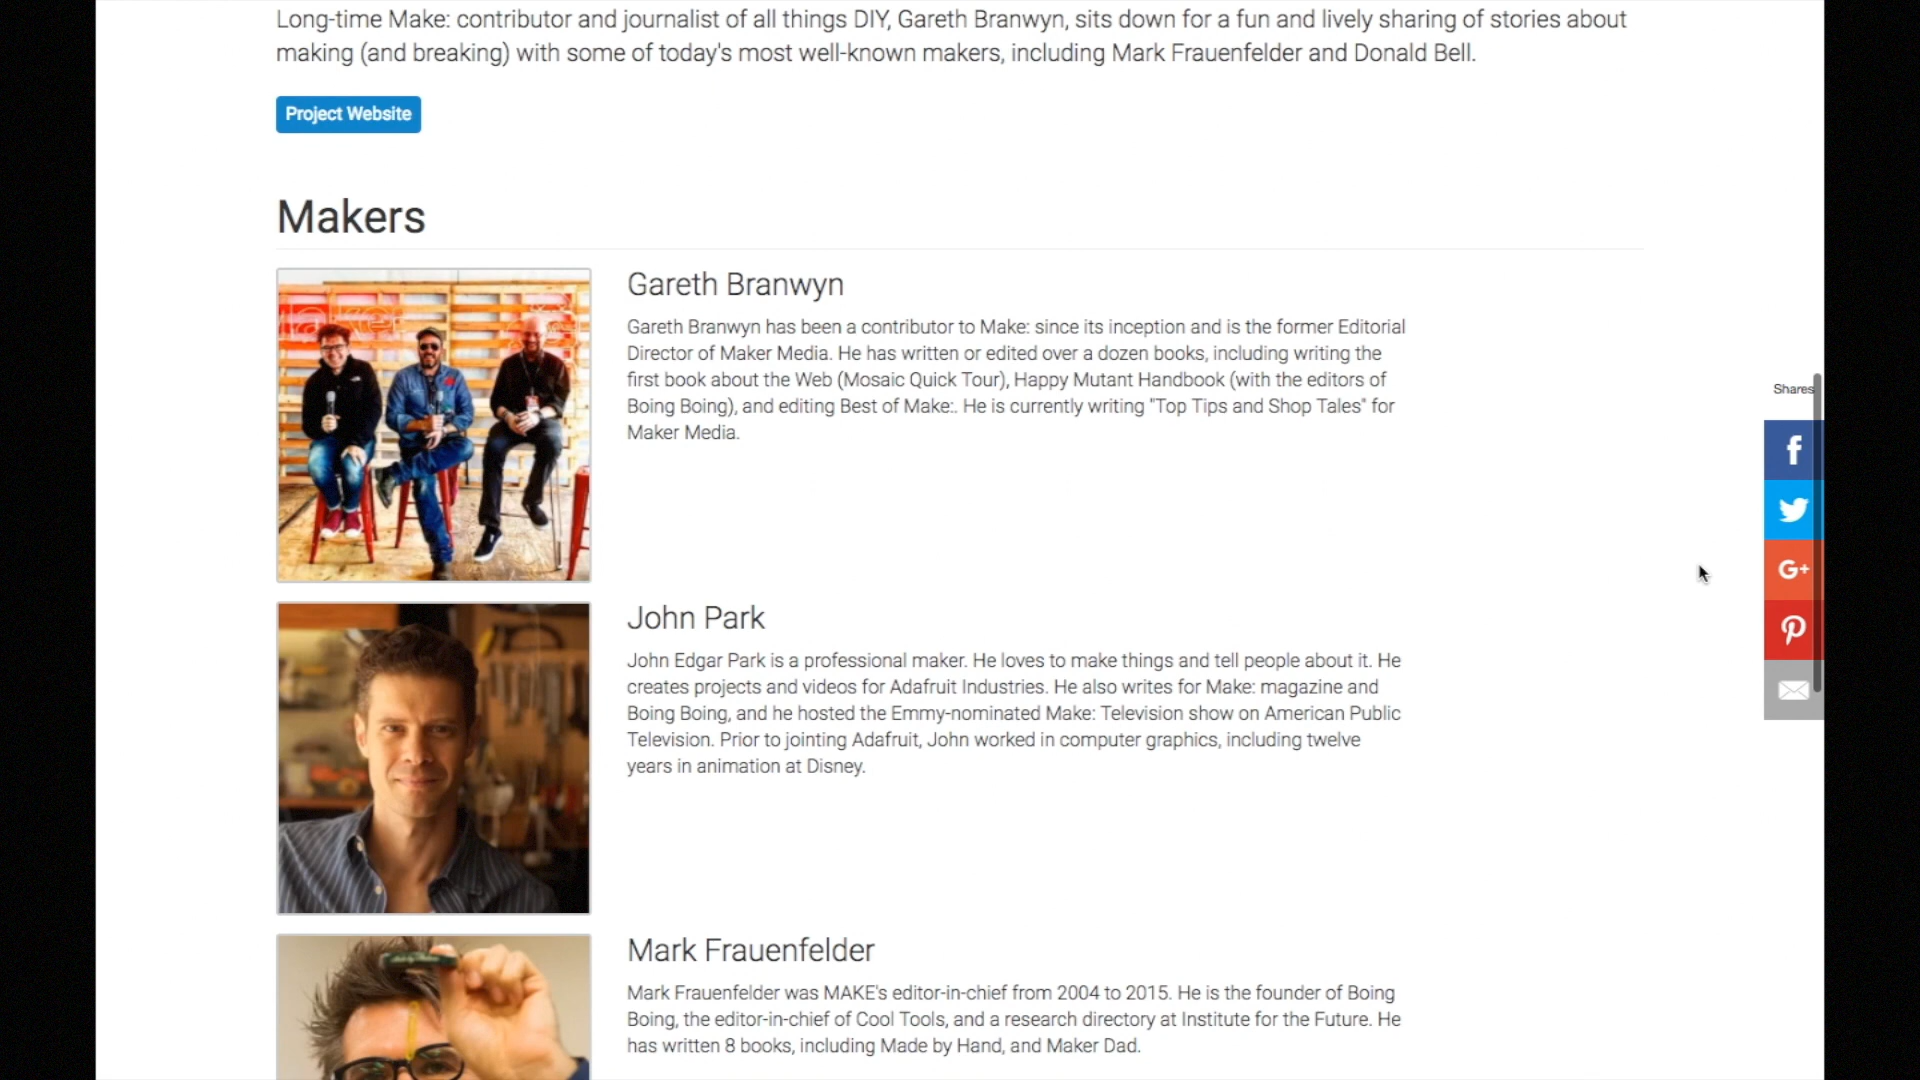 Long-time Make: contributor and journalist of all things DIY, Gareth Branwyn, sits down for a fun and lively sharing of stories about
making (and breaking) with some of today's most well-known makers, including Mark Frauenfelder and Donald Bell.
Project Website
Makers
Gareth Branwyn
Gareth Branwyn has been a contributor to Make: since its inception and is the former Editorial
Director of Maker Media. He has written or edited over a dozen books, including writing the
first book about the Web (Mosaic Quick Tour), Happy Mutant Handbook (with the editors of
Boing Boing), and editing Best of Make:. He is currently writing "Top Tips and Shop Tales" for
Maker Media.
Shares
John Park
John Edgar Park is a professional maker. He loves to make things and tell people about it. He
creates projects and videos for Adafruit Industries. He also writes for Make: magazine and
Boing Boing, and he hosted the Emmy-nominated Make: Television show on American Public
Television. Prior to jointing Adafruit, John worked in computer graphics, including twelve
years in animation at Disney.
Mark Frauenfelder
Mark Frauenfelder was MAKE's editor-in-chief from 2004 to 2015. He is the founder of Boing
Boing, the editor-in-chief of Cool Tools, and a research directory at Institute for the Future. He
has written 8 books, including Made by Hand, and Maker Dad.